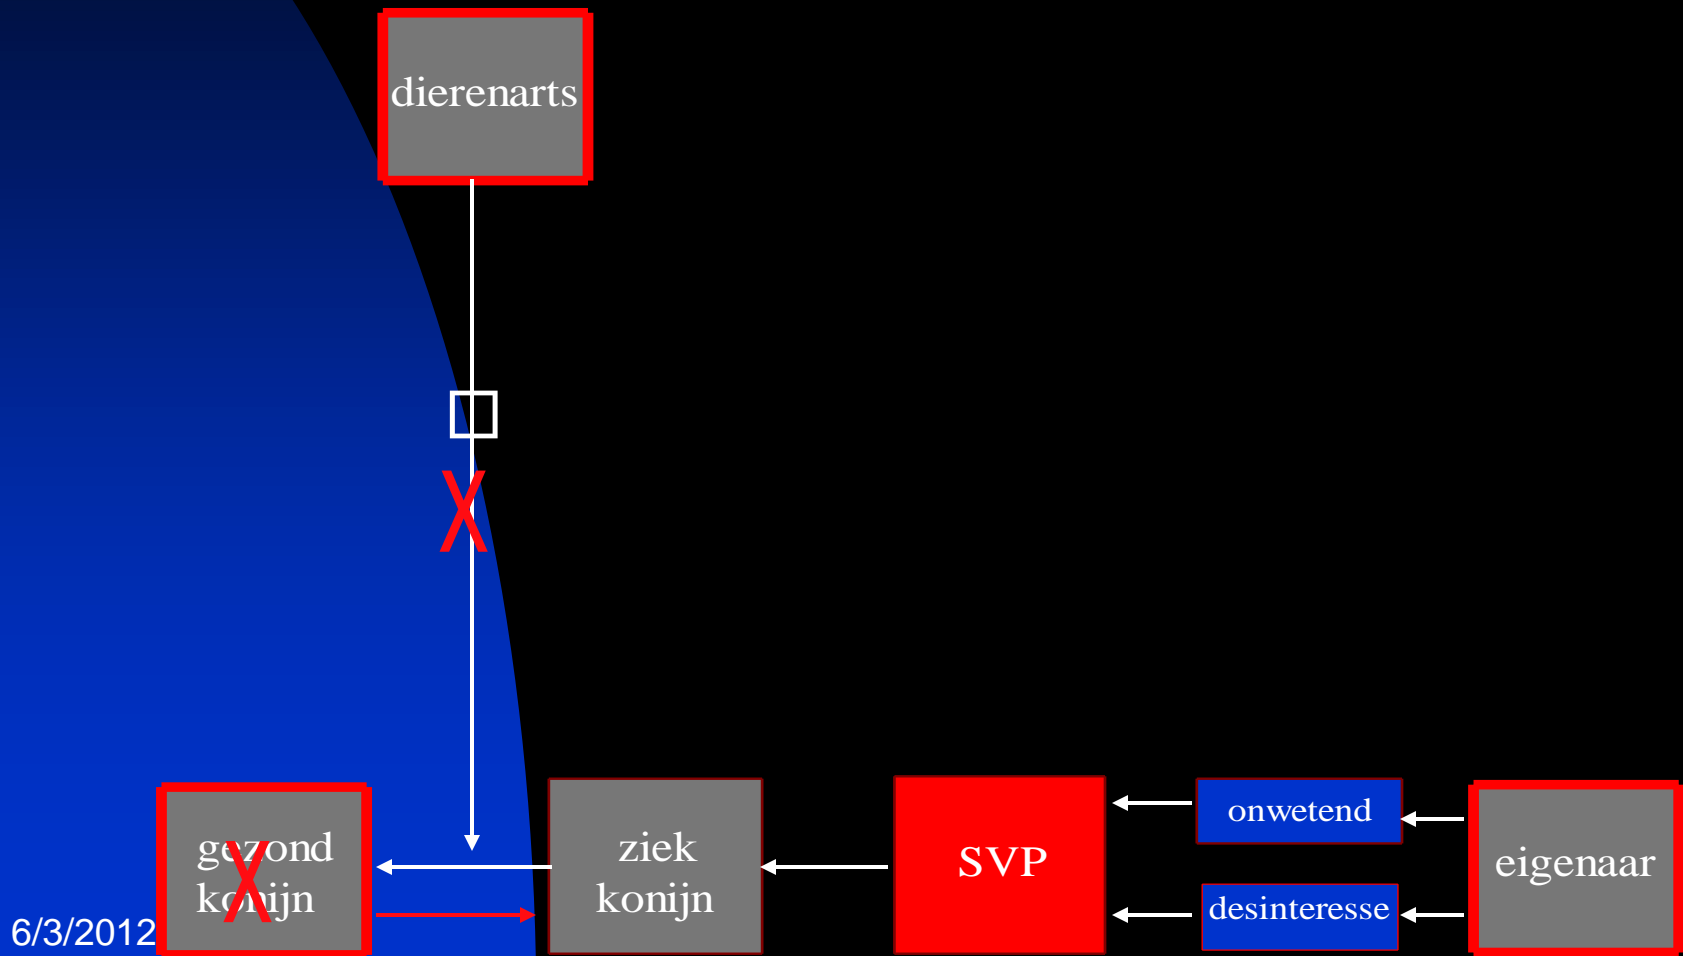 dierenarts
gezond
konijn
ziek
konijn
SVP
onwetend
desinteresse
eigenaar
6/3/2012